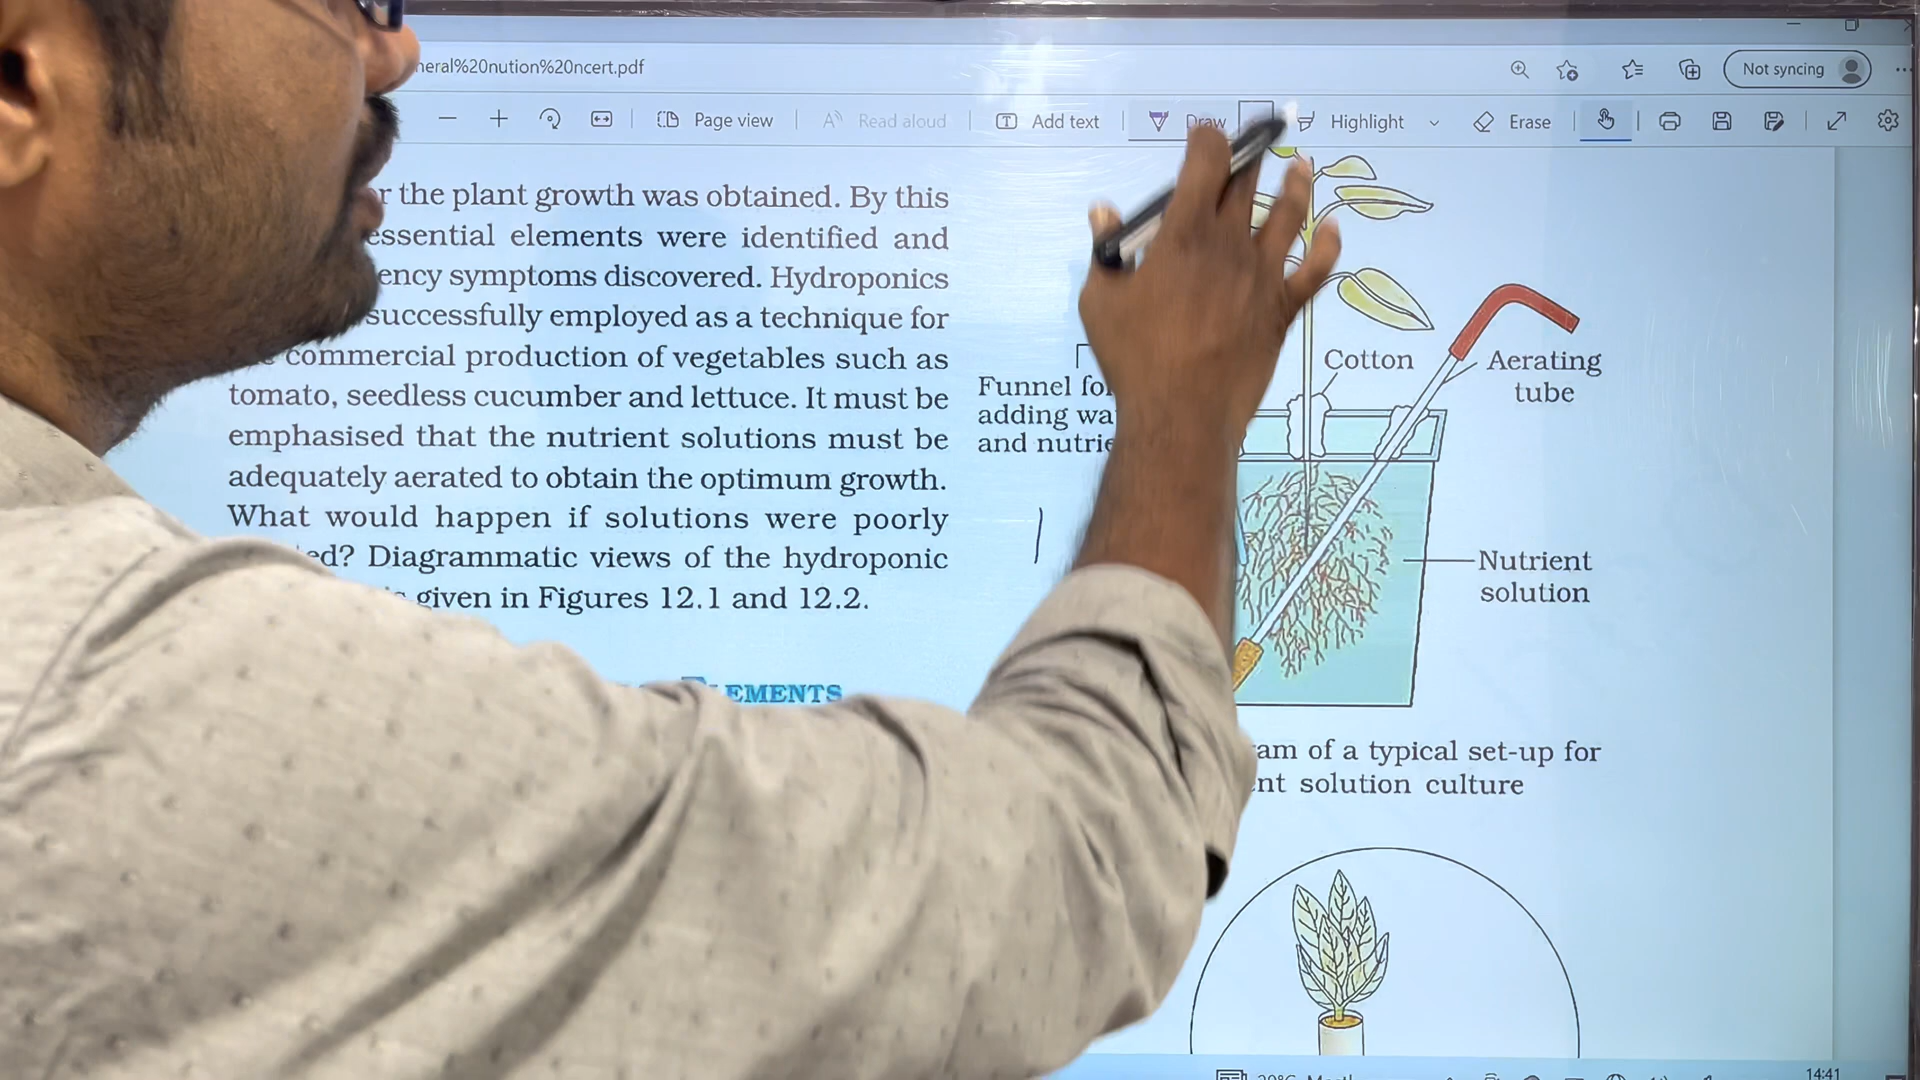 neral%20nution%20ncert.pdf
Not syncing
Page view
Read aloud
Add text
Draw
Highlight
Erase
r the plant growth was obtained. By this
essential elements were identified and
ency symptoms discovered. Hydroponics
successfully employed as a technique for
commercial production of vegetables such as
tomato, seedless cucumber and lettuce. It must be
emphasised that the nutrient solutions must be
adequately aerated to obtain the optimum growth.
What would happen if solutions were poorly
ed? Diagrammatic views of the hydroponic
given in Figures 12.1 and 12.2.
EMENTS
Funnel fo
adding wa
and nutrie
Cotton
Aerating
tube
Nutrient
solution
am of a typical set-up for
nt solution culture
14:41